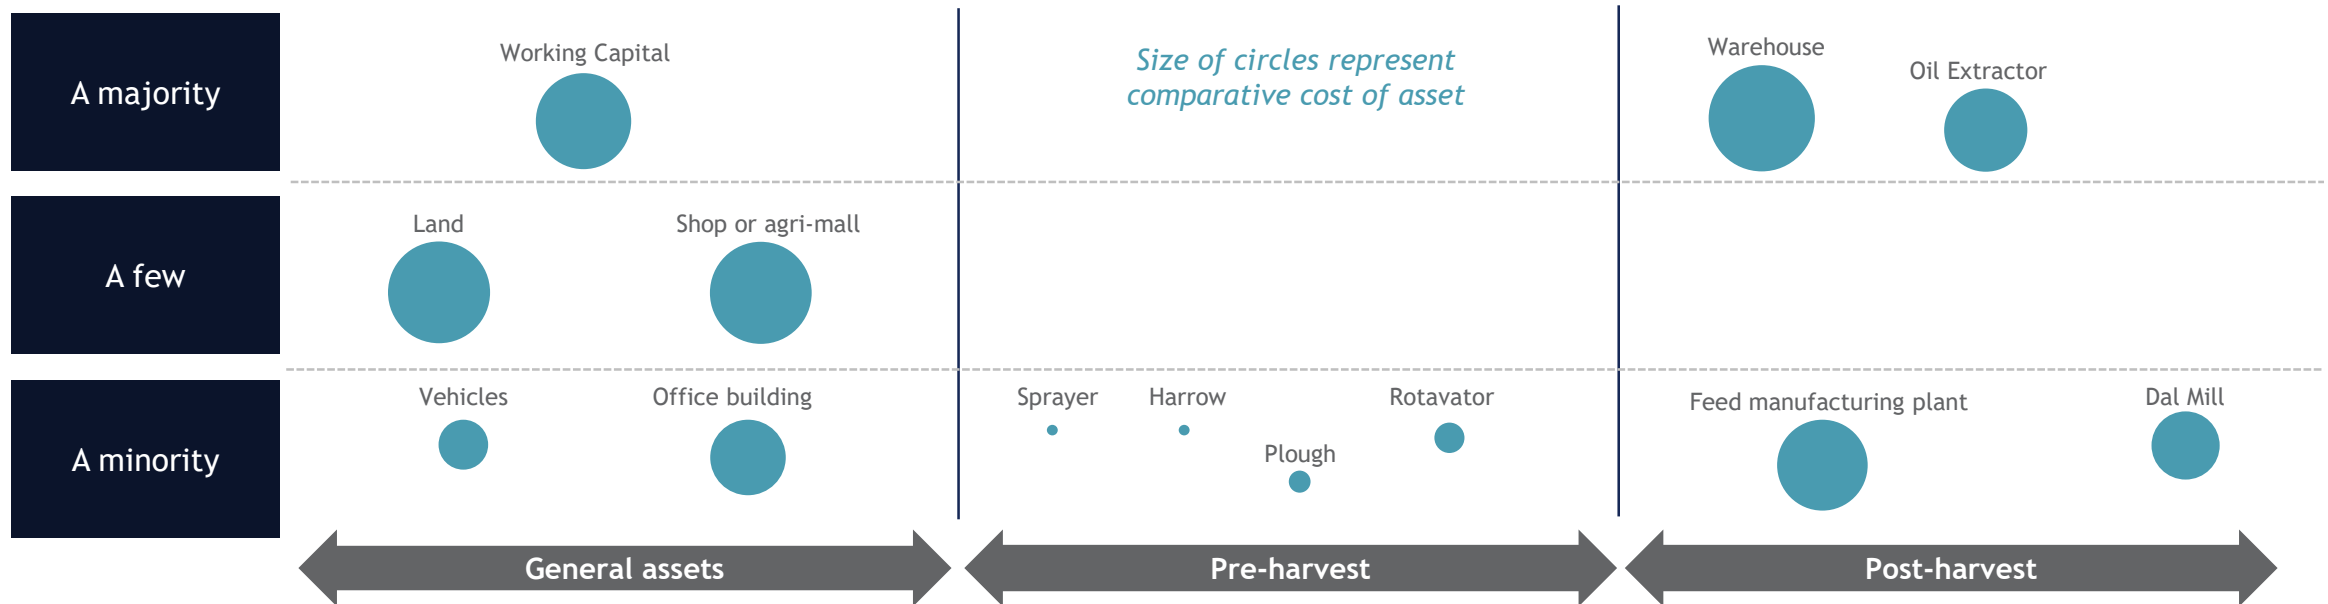 A majority
Working Capital
Size of circles represent
comparative cost of asset
Warehouse
Oil Extractor
A few
Land
Shop or agri-mall
A minority
Vehicles
Office building
Sprayer
Harrow
Plough
Rotavator
Feed manufacturing plant
Dal Mill
General assets
Pre-harvest
Post-harvest